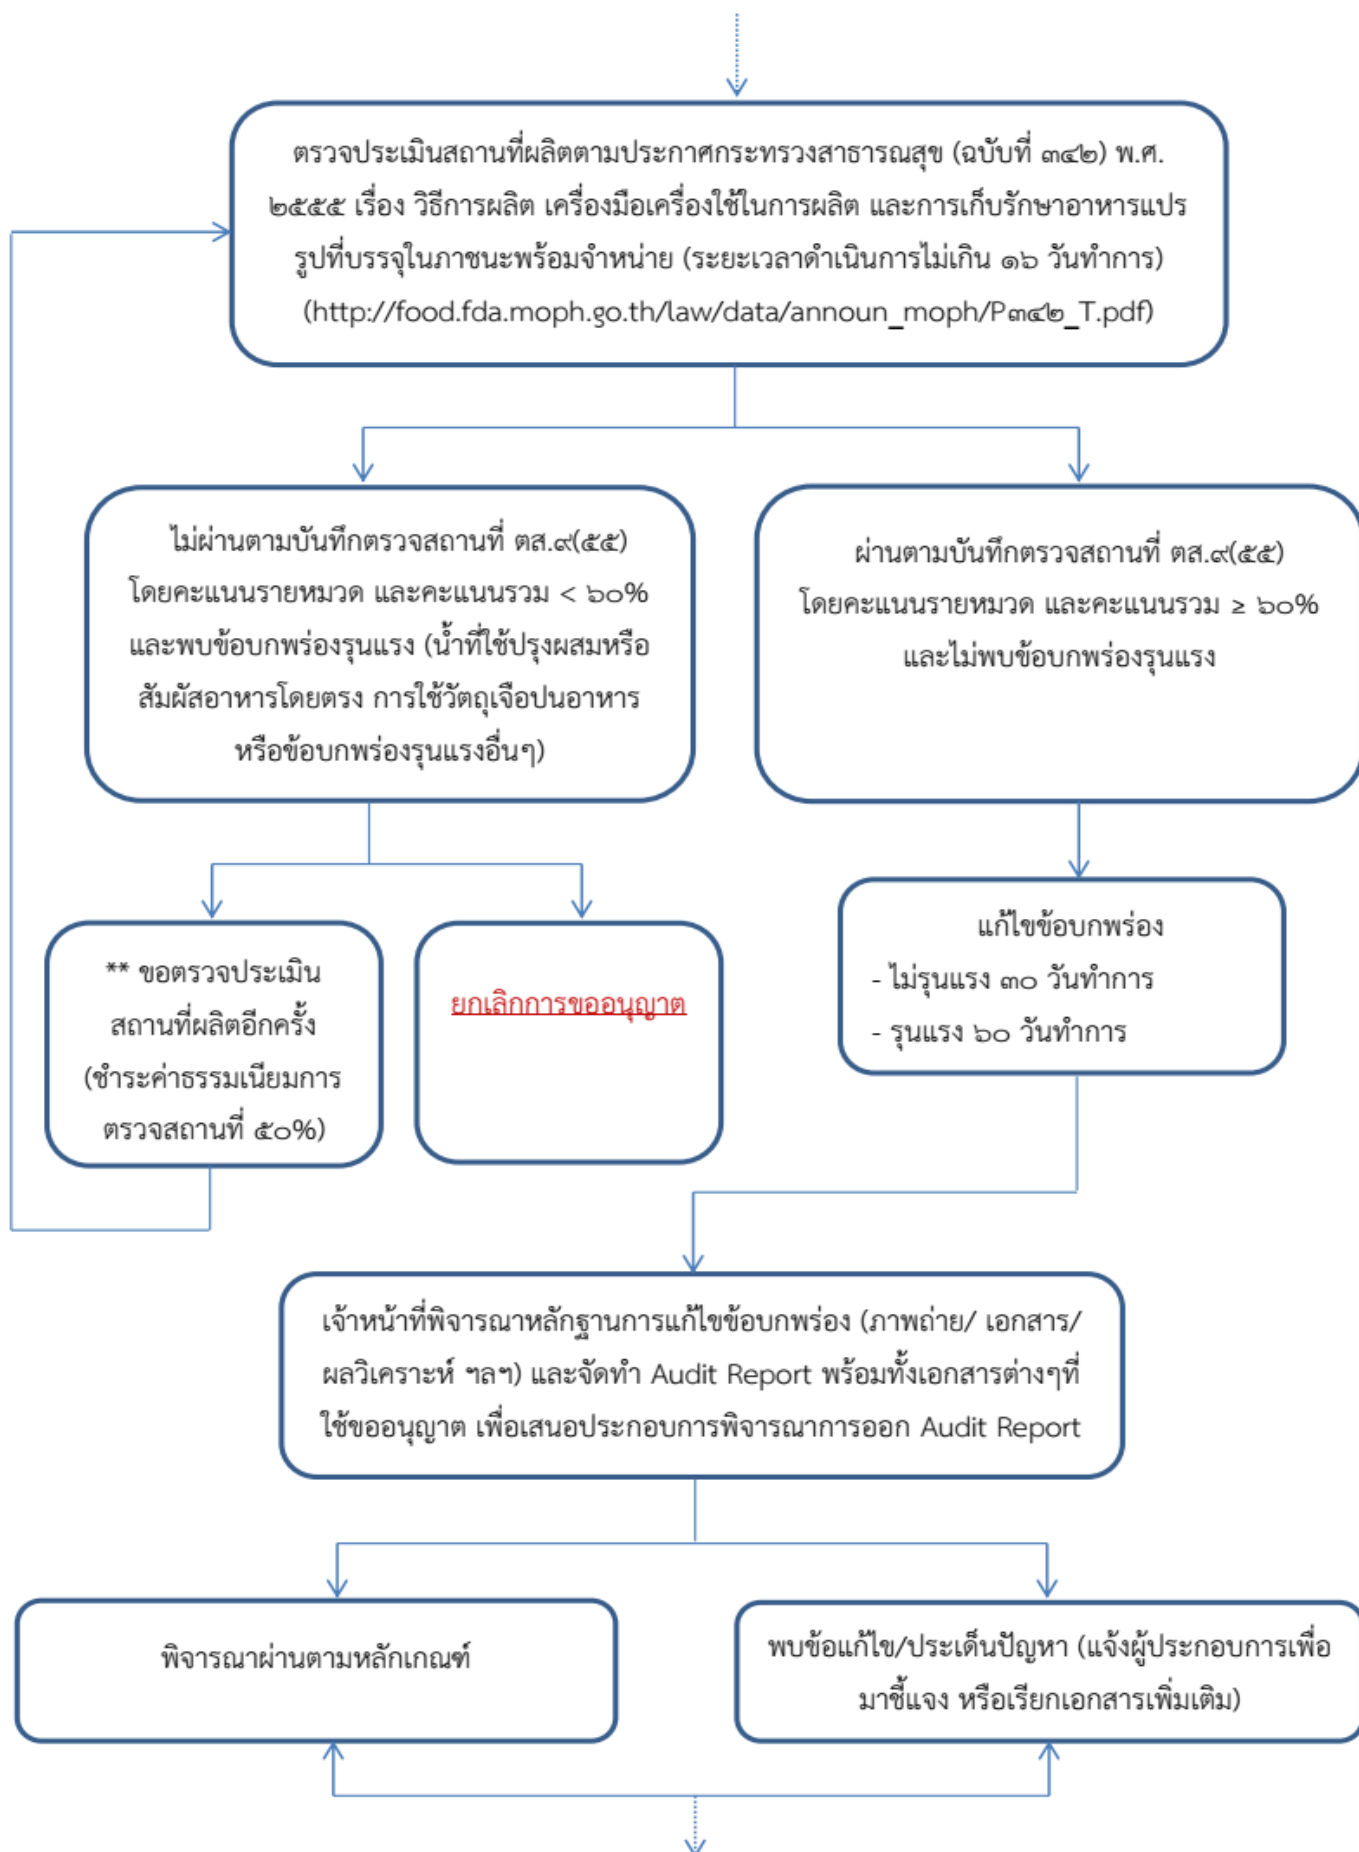 ตรวจประเมินสถานที่ผลิตตามประกาศกระทรวงสาธารณสุข (ฉบับที่ ๓๔๒) พ.ศ.
๒๕๕๕ เรื่อง วิธีการผลิต เครื่องมือเครื่องใช้ในการผลิต และการเก็บรักษาอาหารแปร
รูปที่บรรจุในภาชนะพร้อมจำหน่าย (ระยะเวลาดำเนินการไม่เกิน ๑๖ วันทำการ)
(http://food.fda.moph.go.th/law/data/announ_moph/P๓๔๒_T.pdf)
ไม่ผ่านตามบันทึกตรวจสถานที่ ตส.๙(๕๕)
โดยคะแนนรายหมวด และคะแนนรวม < ๖๐%
และพบข้อบกพร่องรุนแรง (น้ำที่ใช้ปรุงผสมหรือ
สัมผัสอาหารโดยตรง การใช้วัตถุเจือปนอาหาร
หรือข้อบกพร่องรุนแรงอื่นๆ)
ผ่านตามบันทึกตรวจสถานที่ ตส.๙(๕๕)
โดยคะแนนรายหมวด และคะแนนรวม ≥ ๖๐%
และไม่พบข้อบกพร่องรุนแรง
** ขอตรวจประเมิน
สถานที่ผลิตอีกครั้ง
(ชำระค่าธรรมเนียมการ
ตรวจสถานที่ ๕๐%)
ยกเลิกการขออนุญาต
แก้ไขข้อบกพร่อง
- ไม่รุนแรง ๓๐ วันทำการ
- รุนแรง ๖๐ วันทำการ
เจ้าหน้าที่พิจารณาหลักฐานการแก้ไขข้อบกพร่อง (ภาพถ่าย/ เอกสาร/
ผลวิเคราะห์ ฯลฯ) และจัดทำ Audit Report พร้อมทั้งเอกสารต่างๆที่
ใช้ขออนุญาต เพื่อเสนอประกอบการพิจารณาการออก Audit Report
พิจารณาผ่านตามหลักเกณฑ์
พบข้อแก้ไข/ประเด็นปัญหา (แจ้งผู้ประกอบการเพื่อ
มาชี้แจง หรือเรียกเอกสารเพิ่มเติม)